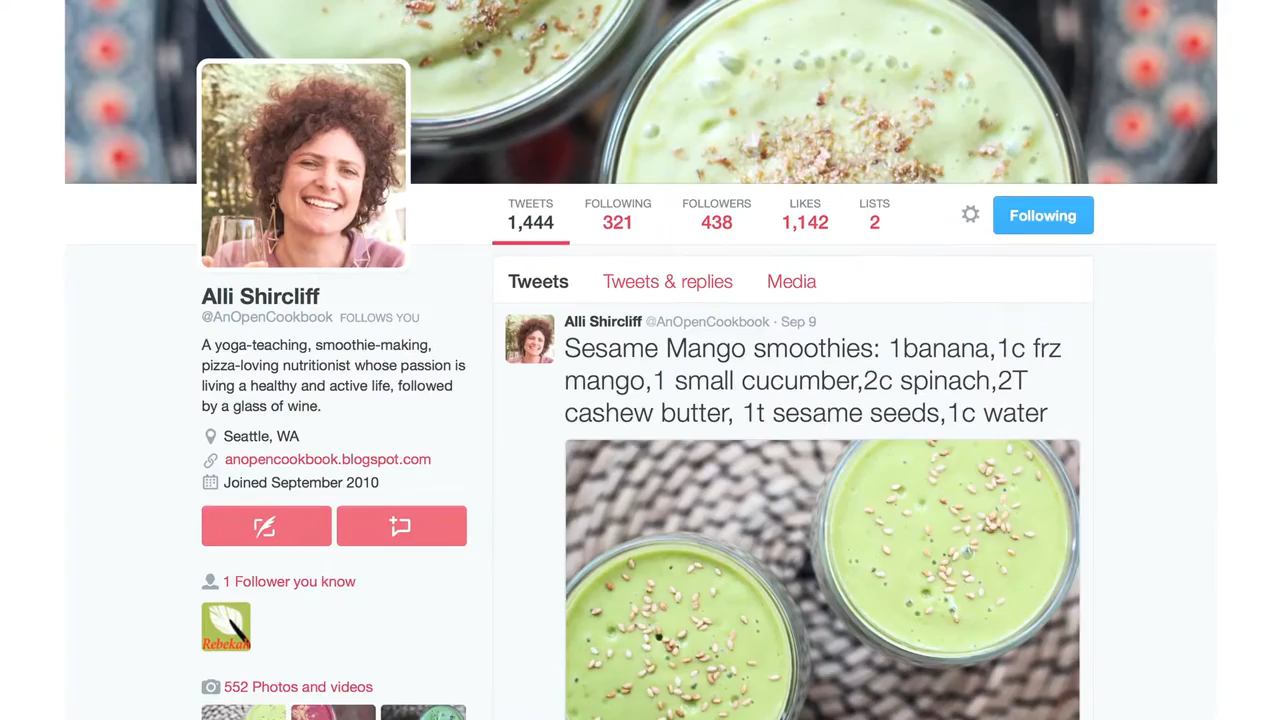 TWEETS FOLLOWING FOLLOWERS LIKES LISTS
1,444 321 438 1,142 2
Following
Tweets Tweets & replies Media
Alli Shircliff
@AnOpenCookbook FOLLOWS YOU
A yoga-teaching, smoothie-making,
pizza-loving nutritionist whose passion is
living a healthy and active life, followed
by a glass of wine.
Seattle, WA
anopencookbook.blogspot.com
Joined September 2010
1 Follower you know
Rebekah
552 Photos and videos
Alli Shircliff @AnOpenCookbook · Sep 9
Sesame Mango smoothies: 1banana,1c frz
mango,1 small cucumber,2c spinach,2T
cashew butter, 1t sesame seeds,1c water